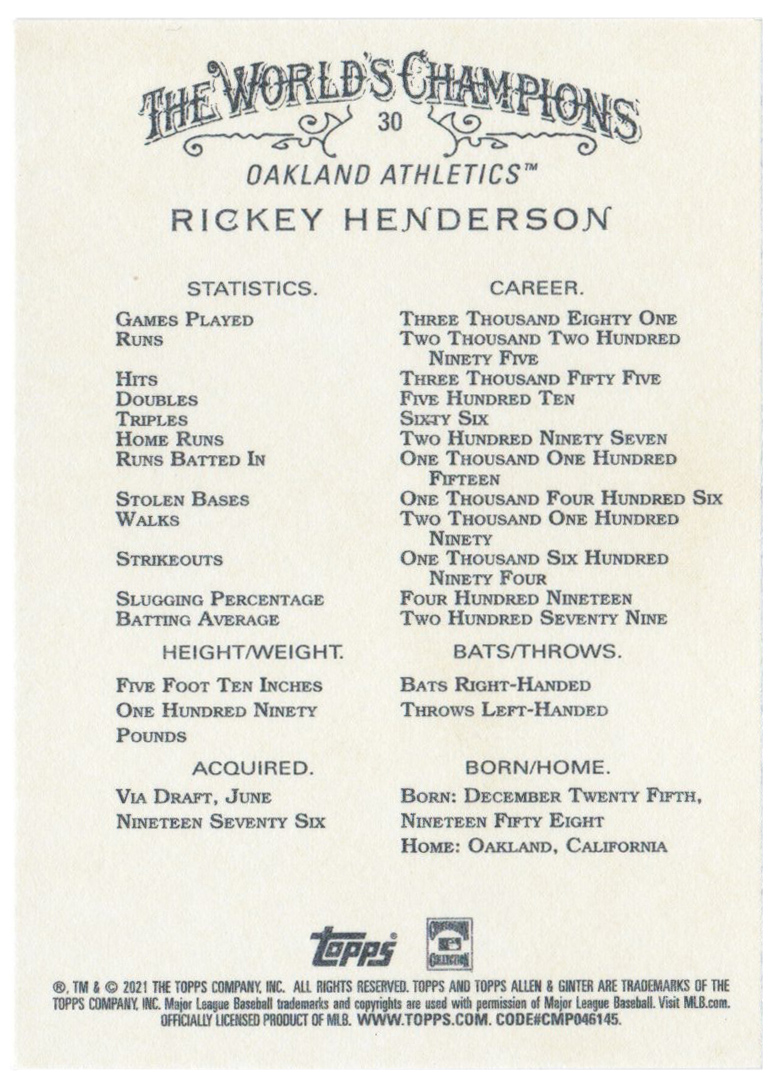 THE WORLD'S CHAMPIONS
30
OAKLAND ATHLETICS™
RICKEY HENDERSON
STATISTICS. CAREER.
GAMES PLAYED THREE THOUSAND EIGHTY ONE
RUNS TWO THOUSAND TWO HUNDRED
NINETY FIVE
HITS THREE THOUSAND FIFTY FIVE
DOUBLES FIVE HUNDRED TEN
TRIPLES SIXTY SIX
HOME RUNS TWO HUNDRED NINETY SEVEN
RUNS BATTED IN ONE THOUSAND ONE HUNDRED
FIFTEEN
STOLEN BASES ONE THOUSAND FOUR HUNDRED SIX
WALKS TWO THOUSAND ONE HUNDRED
NINETY
STRIKEOUTS ONE THOUSAND SIX HUNDRED
NINETY FOUR
SLUGGING PERCENTAGE FOUR HUNDRED NINETEEN
BATTING AVERAGE TWO HUNDRED SEVENTY NINE
HEIGHT/WEIGHT. BATS/THROWS.
FIVE FOOT TEN INCHES BATS RIGHT-HANDED
ONE HUNDRED NINETY THROWS LEFT-HANDED
POUNDS
ACQUIRED. BORN/HOME.
VIA DRAFT, JUNE BORN: DECEMBER TWENTY FIFTH,
NINETEEN SEVENTY SIX NINETEEN FIFTY EIGHT
HOME: OAKLAND, CALIFORNIA
Topps® COOPERSTOWN COLLECTION
®, TM & © 2021 THE TOPPS COMPANY, INC. ALL RIGHTS RESERVED. TOPPS AND TOPPS ALLEN & GINTER ARE TRADEMARKS OF THE
TOPPS COMPANY, INC. Major League Baseball trademarks and copyrights are used with permission of Major League Baseball. Visit MLB.com.
OFFICIALLY LICENSED PRODUCT OF MLB. WWW.TOPPS.COM. CODE#CMP046145.